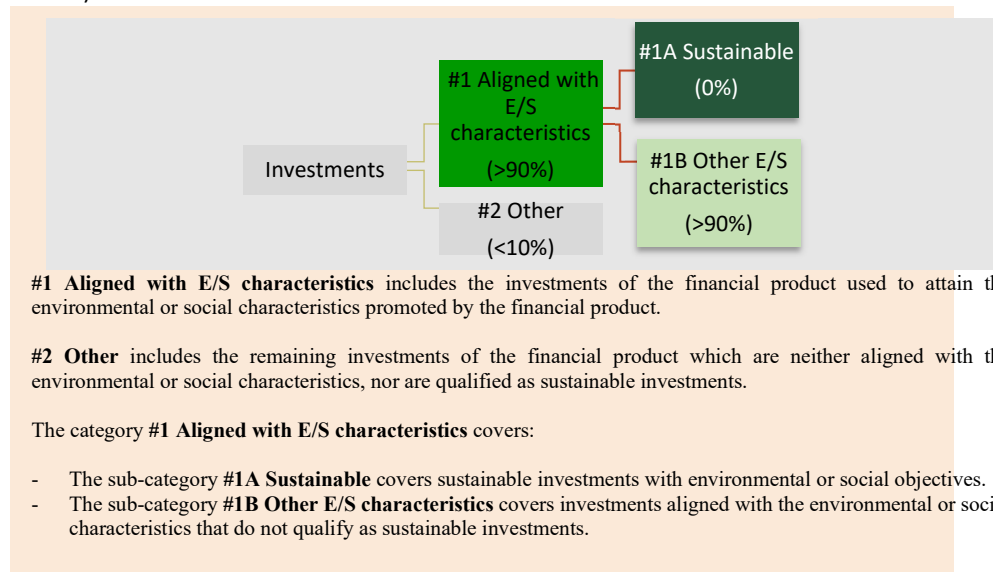 #1A Sustainable
(0%)
#1 Aligned with
E/S
characteristics
(>90%)
Investments
#1B Other E/S
characteristics
(>90%)
#2 Other
(<10%)
#1 Aligned with E/S characteristics includes the investments of the financial product used to attain th
environmental or social characteristics promoted by the financial product.
#2 Other includes the remaining investments of the financial product which are neither aligned with th
environmental or social characteristics, nor are qualified as sustainable investments.
The category #1 Aligned with E/S characteristics covers:
- The sub-category #1A Sustainable covers sustainable investments with environmental or social objectives.
- The sub-category #1B Other E/S characteristics covers investments aligned with the environmental or soci
characteristics that do not qualify as sustainable investments.